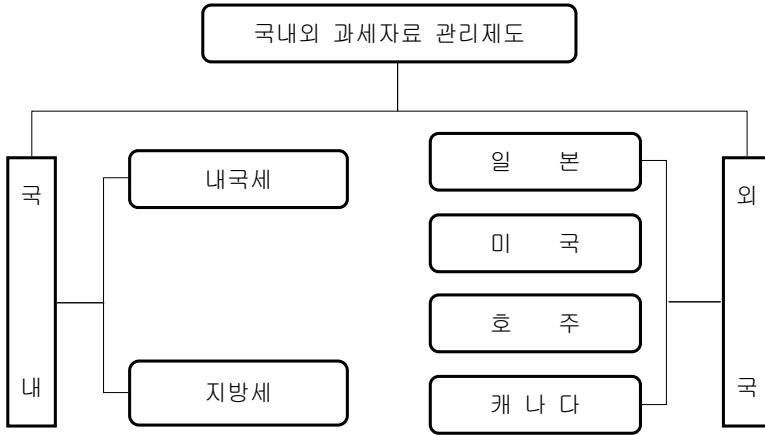 국내외 과세자료 관리제도
국 내
내국세
지방세
일 본
미 국
호 주
캐 나 다
외 국